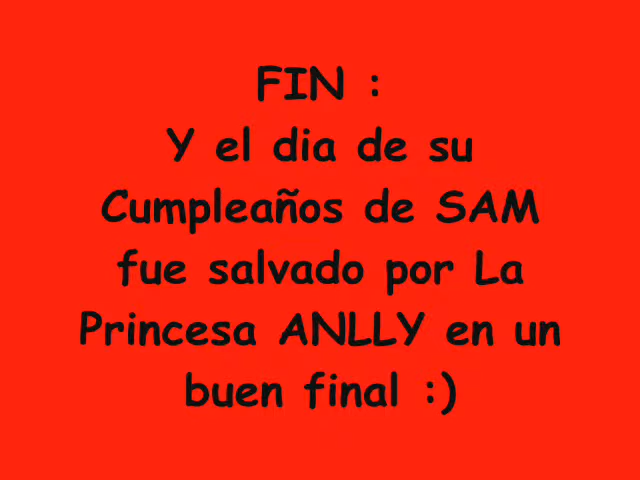 FIN :
Y el dia de su
Cumpleaños de SAM
fue salvado por La
Princesa ANLLY en un
buen final :)